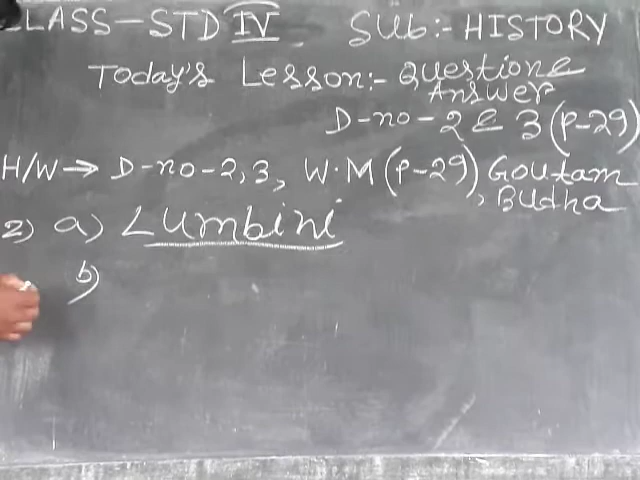 CLASS-STD IV SUB:- HISTORY
Today's Lesson:- Question &
Answer
D-no-2 & 3 (P-29)
H/W → D-no-2,3, W.M (P-29) Goutam
, Budha
2) a) Lumbini
b)